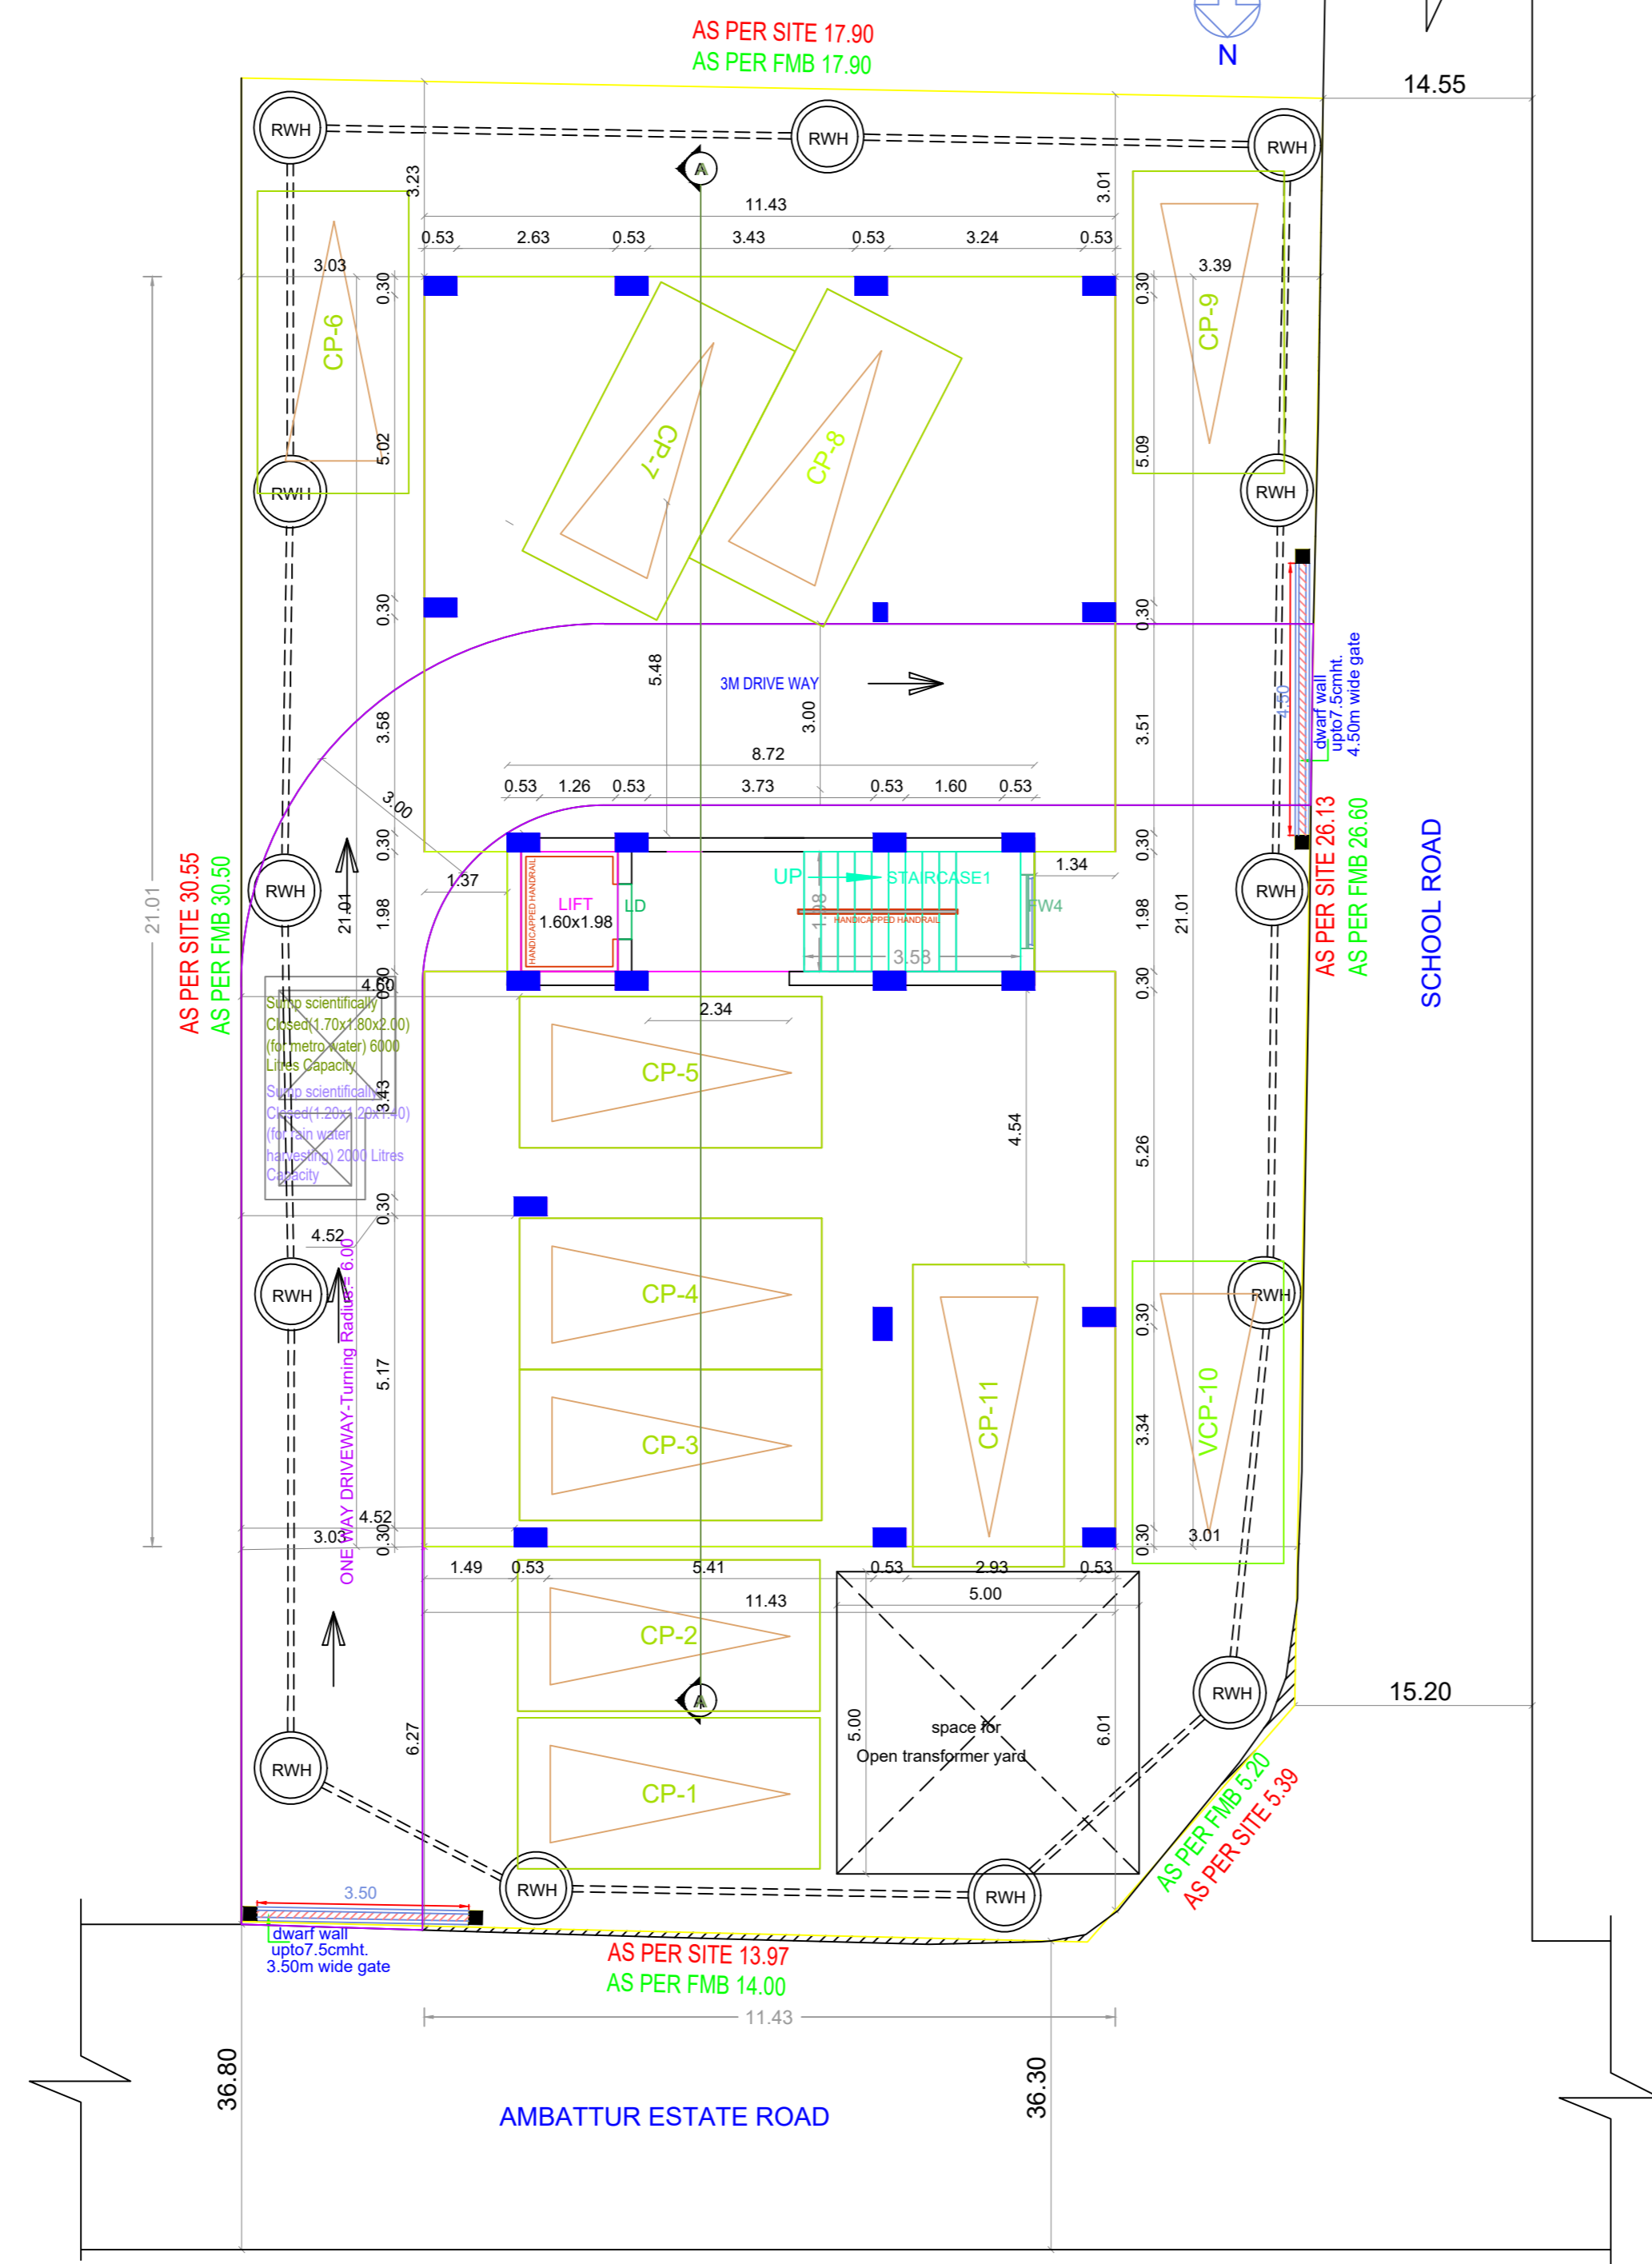 AS PER SITE 17.90
AS PER FMB 17.90
N
14.55
RWH
RWH
RWH
A
3.23
3.01
11.43
0.53
2.63
0.53
3.43
0.53
3.24
0.53
3.03
3.39
0.30
0.30
CP-6
CP-7
CP-8
CP-9
5.02
5.09
RWH
RWH
0.30
0.30
21.01
5.48
3M DRIVE WAY
3.00
3.58
3.51
4.50
dwarf wall
upto7.5cmht.
4.50m wide gate
8.72
0.53
1.26
0.53
3.73
0.53
1.60
0.53
3.00
0.30
0.30
AS PER SITE 30.55
AS PER FMB 30.50
RWH
21.01
1.98
1.37
HANDICAPPED HANDRAIL
LIFT
1.60x1.98
LD
UP
STAIRCASE1
1.98
HANDICAPPED HANDRAIL
3.58
FW4
1.34
1.98
21.01
RWH
AS PER SITE 26.13
AS PER FMB 26.60
SCHOOL ROAD
0.30
0.30
4.60
Sump scientifically
Closed(1.70x1.80x2.00)
(for metro water) 6000
Litres Capacity
Sump scientifically
Closed(1.20x1.20x1.40)
(for rain water
harvesting) 2000 Litres
Capacity
3.43
2.34
CP-5
4.54
5.26
0.30
4.52
RWH
ONE WAY DRIVEWAY-Turning Radius= 6.00
CP-4
RWH
0.30
5.17
CP-3
CP-11
3.34
VCP-10
4.52
3.03
0.30
0.30
3.01
1.49
0.53
5.41
0.53
2.93
0.53
11.43
5.00
CP-2
A
RWH
15.20
6.27
5.00
space for
Open transformer yard
6.01
RWH
CP-1
AS PER FMB 5.20
AS PER SITE 5.39
3.50
RWH
RWH
dwarf wall
upto7.5cmht.
3.50m wide gate
AS PER SITE 13.97
AS PER FMB 14.00
11.43
36.80
36.30
AMBATTUR ESTATE ROAD